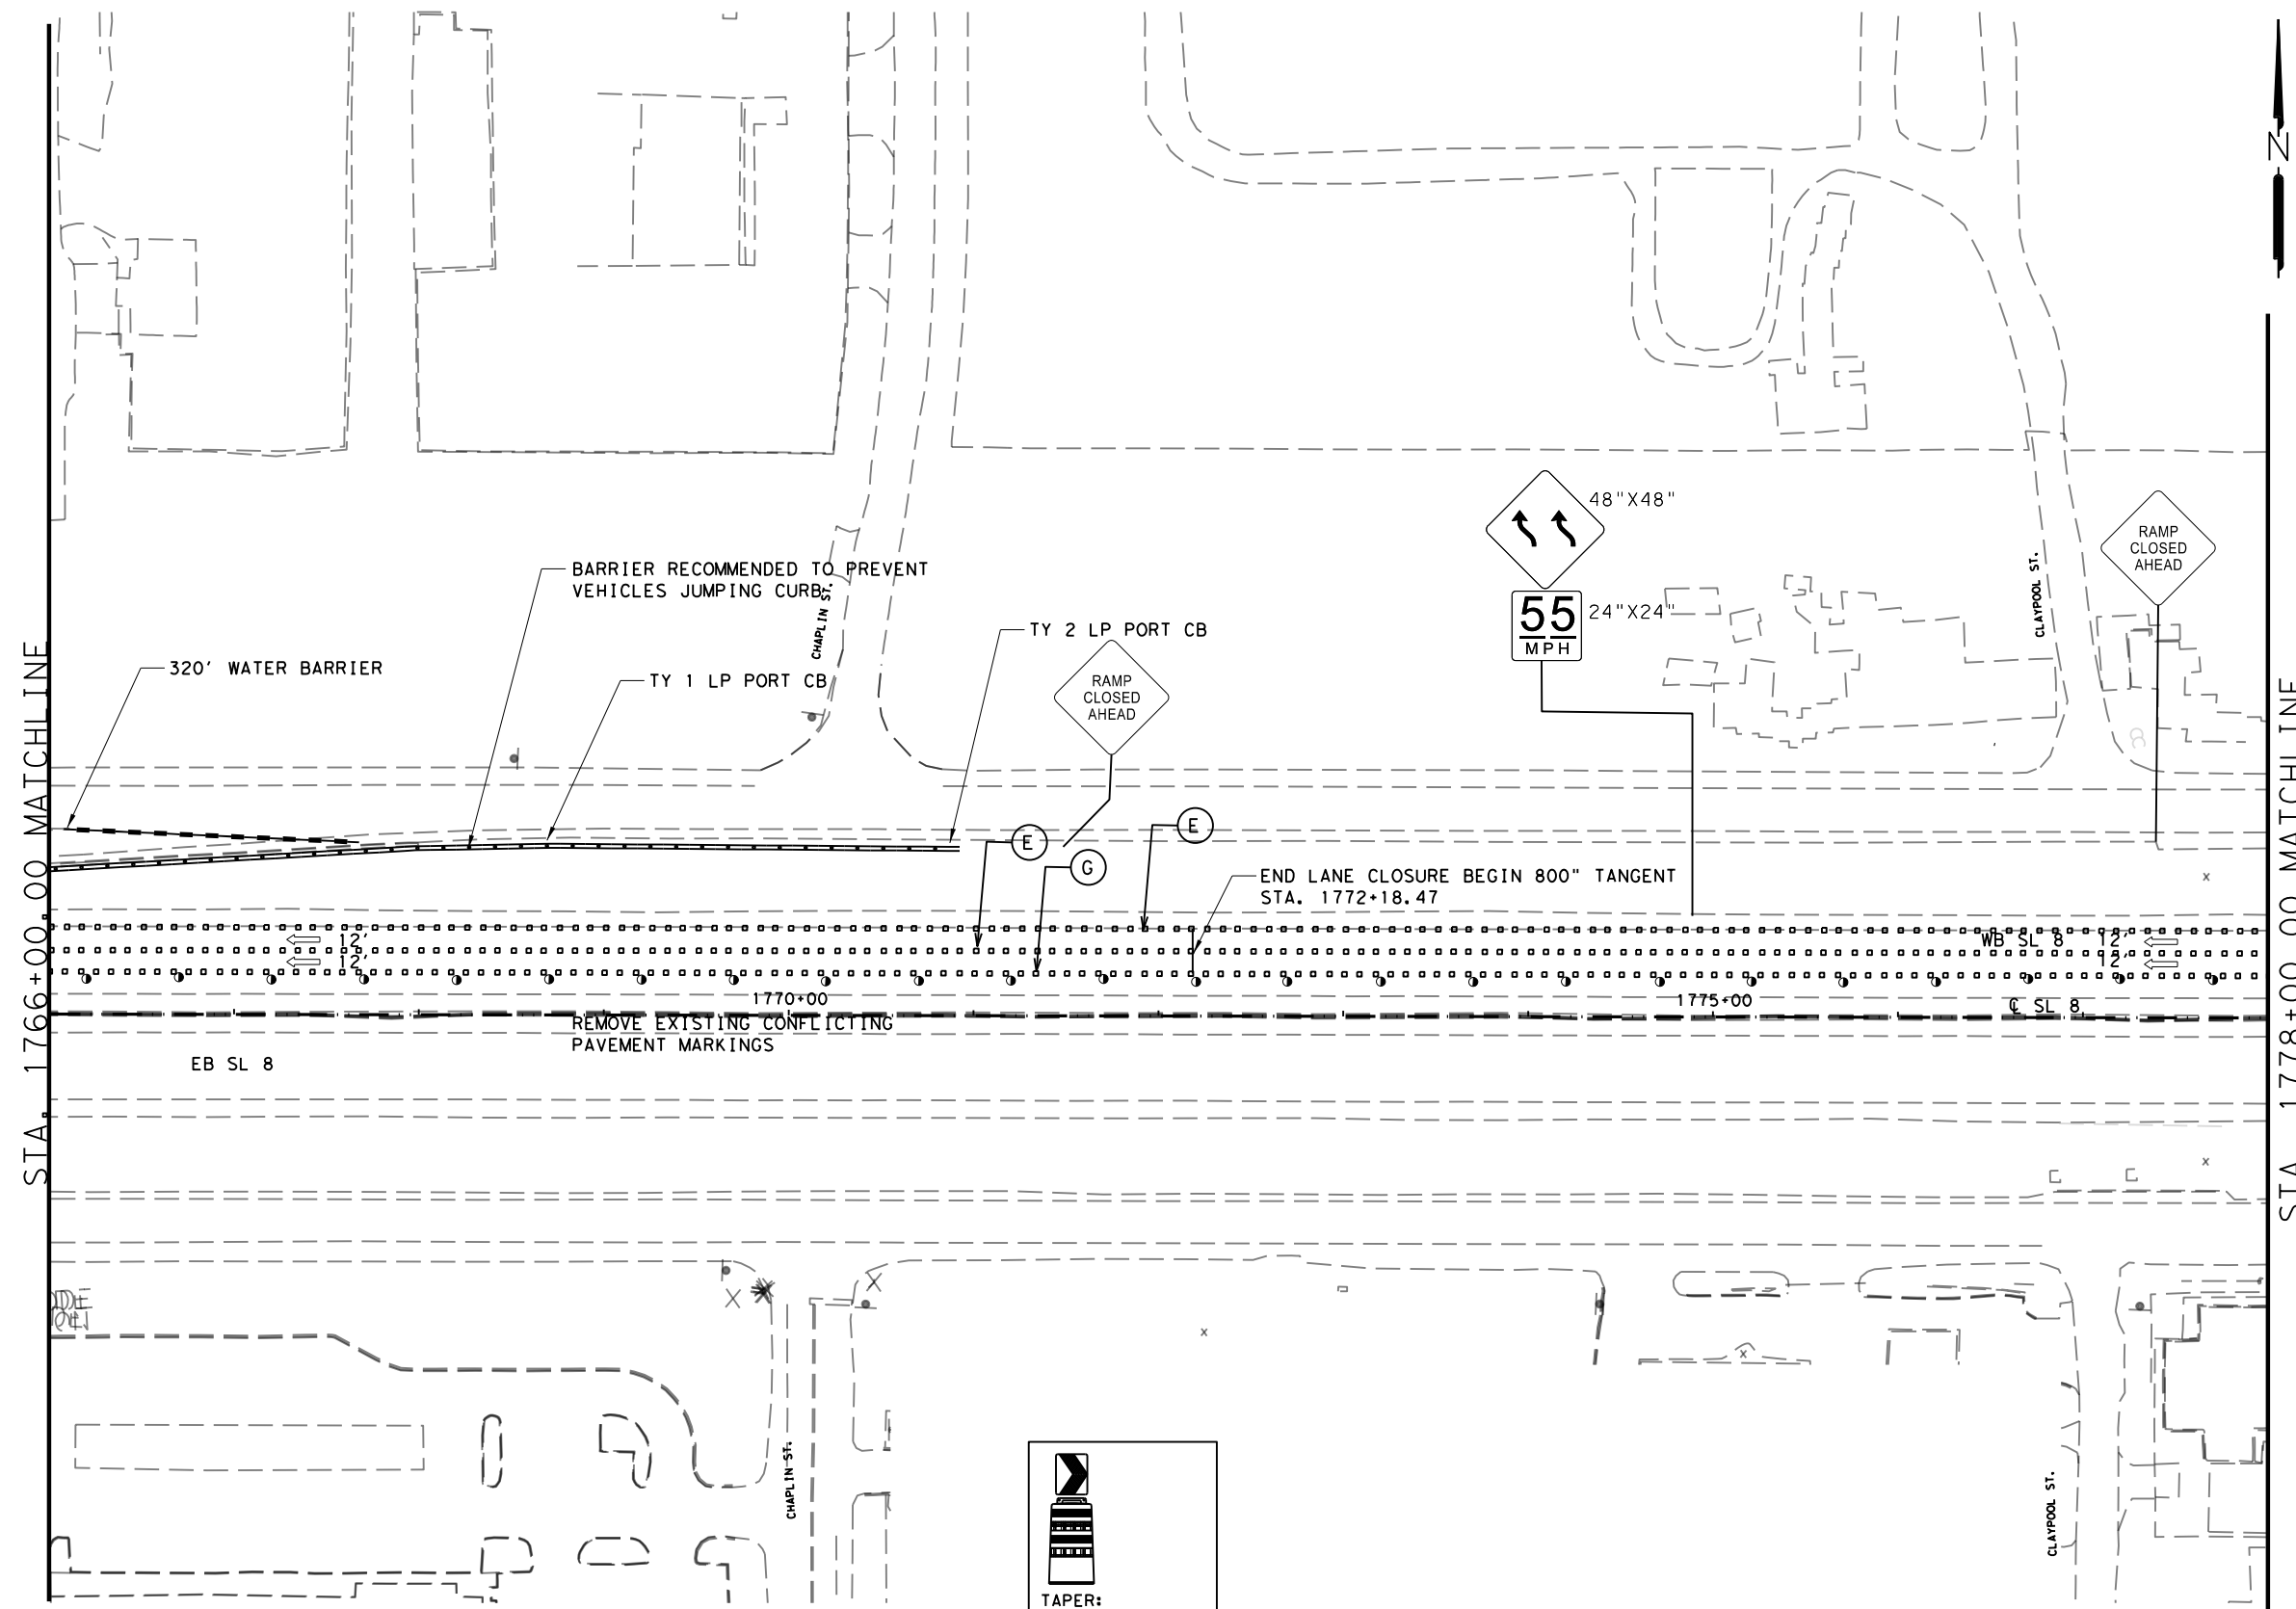 N
48"X48"
RAMP
CLOSED
AHEAD
BARRIER RECOMMENDED TO PREVENT
VEHICLES JUMPING CURB.
CHAPLIN ST.
CLAYPOOL ST.
55
MPH
24"X24"
TY 2 LP PORT CB
320' WATER BARRIER
TY 1 LP PORT CB
RAMP
CLOSED
AHEAD
STA. 1766+00.00 MATCHLINE
STA. 1778+00.00 MATCHLINE
E
E
G
END LANE CLOSURE BEGIN 800" TANGENT
STA. 1772+18.47
12'
12'
WB SL 8 12'
12'
1770+00
1775+00
℄ SL 8
REMOVE EXISTING CONFLICTING
PAVEMENT MARKINGS
EB SL 8
CHAPLIN ST.
CLAYPOOL ST.
TAPER: